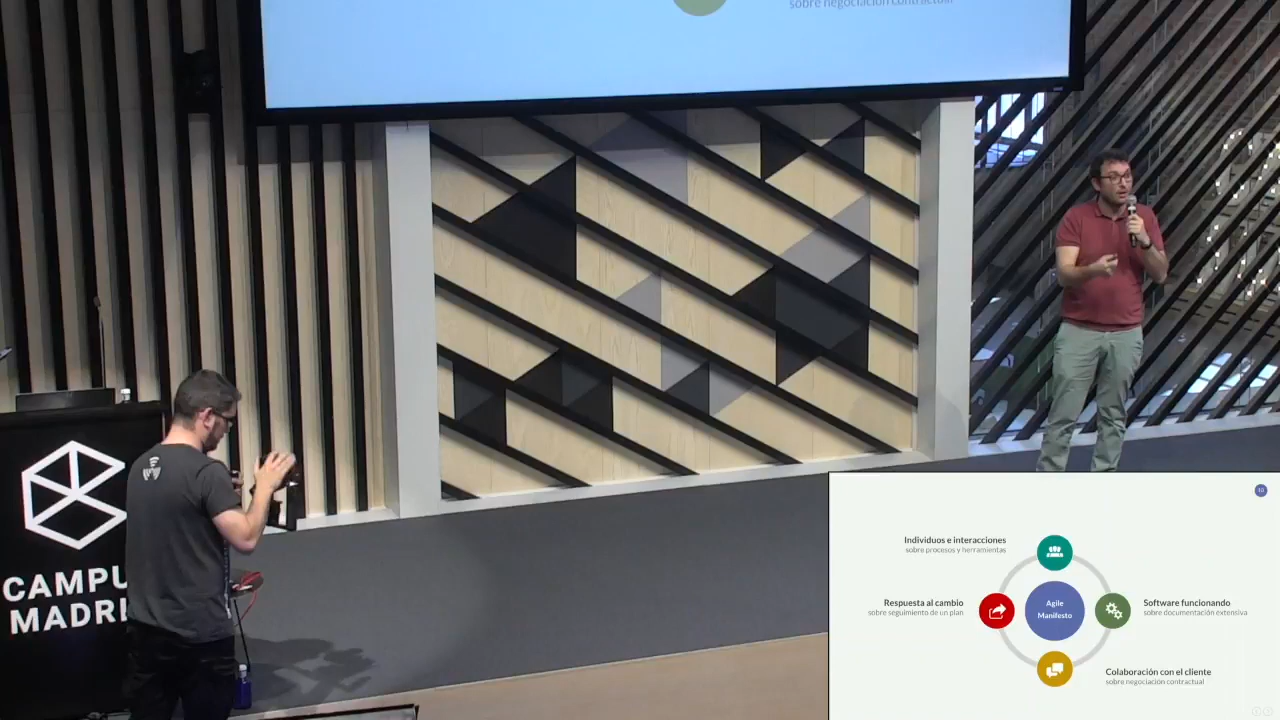 sobre negociación contractual
CAMPU
MADRI
10
Individuos e interacciones
sobre procesos y herramientas
Respuesta al cambio
sobre seguimiento de un plan
Agile
Manifesto
Software funcionando
sobre documentación extensiva
Colaboración con el cliente
sobre negociación contractual